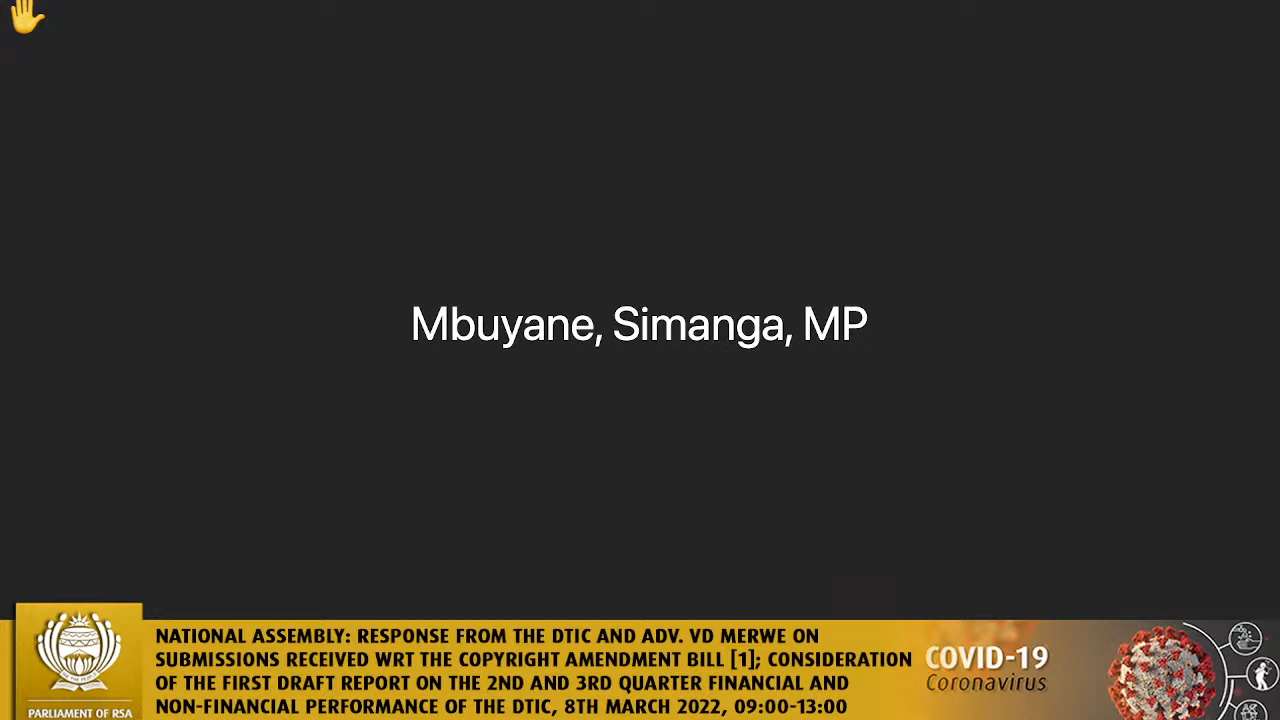 Mbuyane, Simanga, MP
NATIONAL ASSEMBLY: RESPONSE FROM THE DTIC AND ADV. VD MERWE ON
SUBMISSIONS RECEIVED WRT THE COPYRIGHT AMENDMENT BILL [1]; CONSIDERATION
OF THE FIRST DRAFT REPORT ON THE 2ND AND 3RD QUARTER FINANCIAL AND
NON-FINANCIAL PERFORMANCE OF THE DTIC, 8TH MARCH 2022, 09:00-13:00
PARLIAMENT OF RSA
COVID-19
Coronavirus